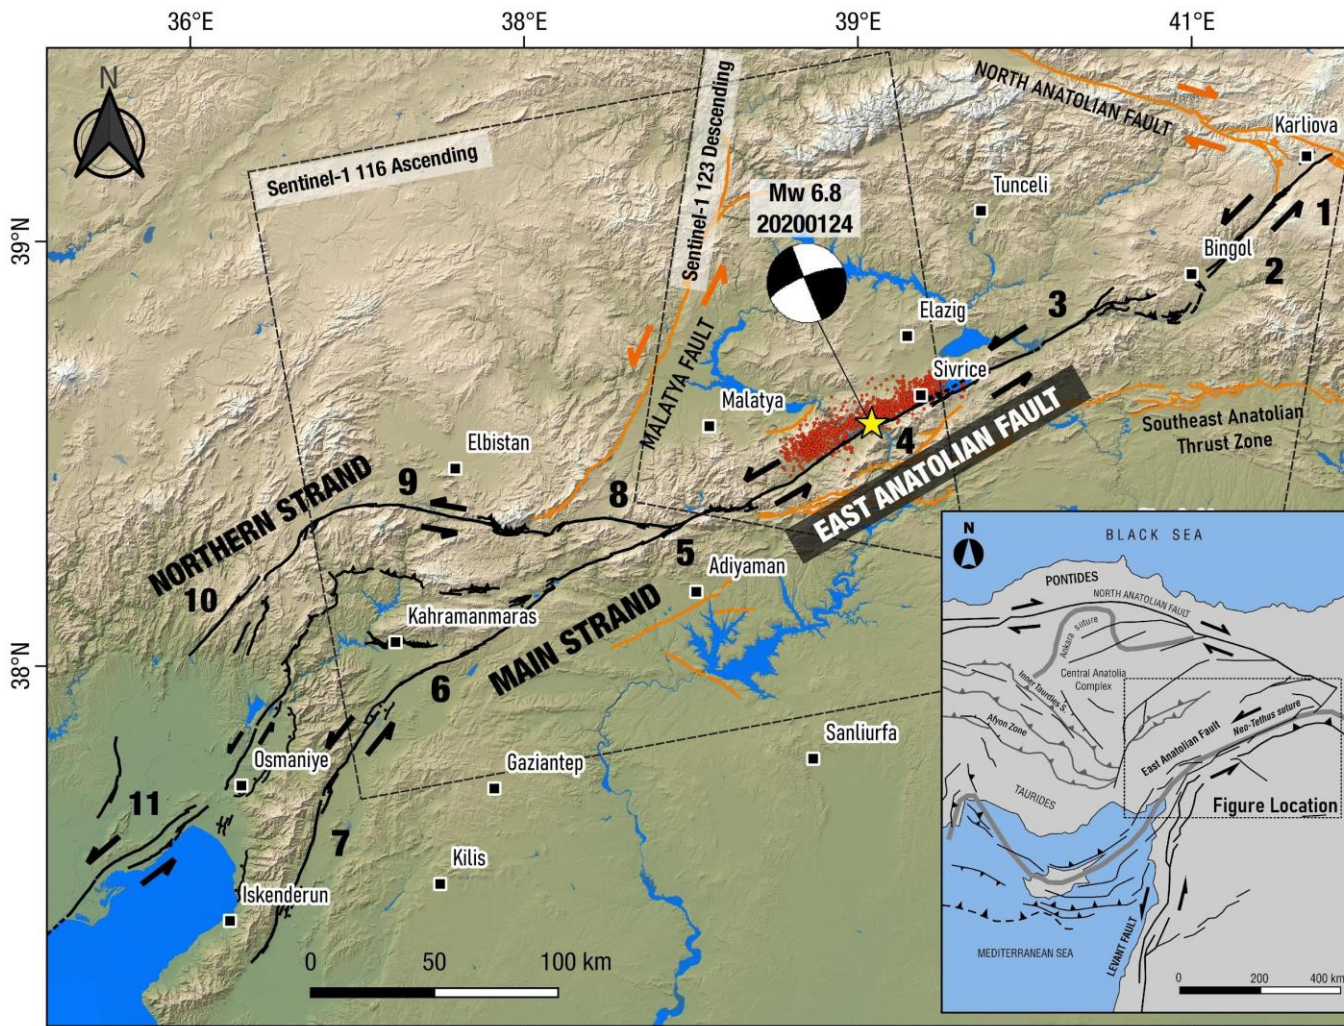 36°E
38°E
39°E
41°E
39°N
38°N
N
Sentinel-1 116 Ascending
Sentinel-1 123 Descending
NORTH ANATOLIAN FAULT
Karliova
Mw 6.8
20200124
Tunceli
1
Bingol
2
3
Elazig
MALATYA FAULT
Sivrice
Malatya
4
EAST ANATOLIAN FAULT
Southeast Anatolian
Thrust Zone
Elbistan
9
8
NORTHERN STRAND
5
Adiyaman
10
Kahramanmaras
MAIN STRAND
6
Sanliurfa
Osmaniye
Gaziantep
11
7
Kilis
Iskenderun
0
50
100 km
N
BLACK SEA
PONTIDES
NORTH ANATOLIAN FAULT
Ankara suture
Central Anatolia
Complex
Inner Taurdies S.
Afyon Zone
East Anatolian Fault
Neo-Tethus suture
TAURIDES
Figure Location
MEDITERRANEAN SEA
LEVANT FAULT
0
200
400 km